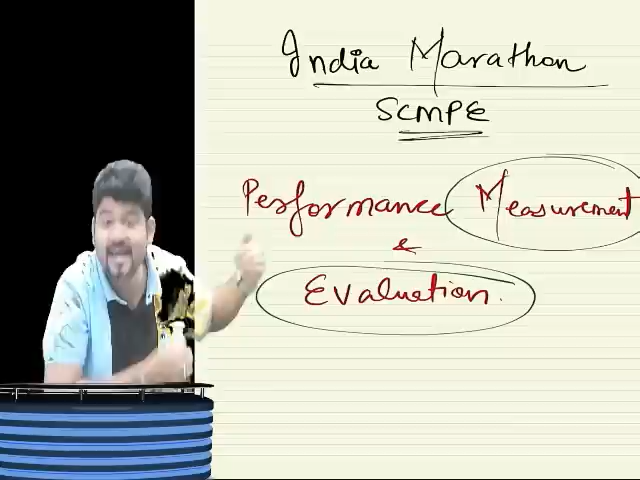 India Marathon
SCMPE
Performance Measurement
&
Evaluation.